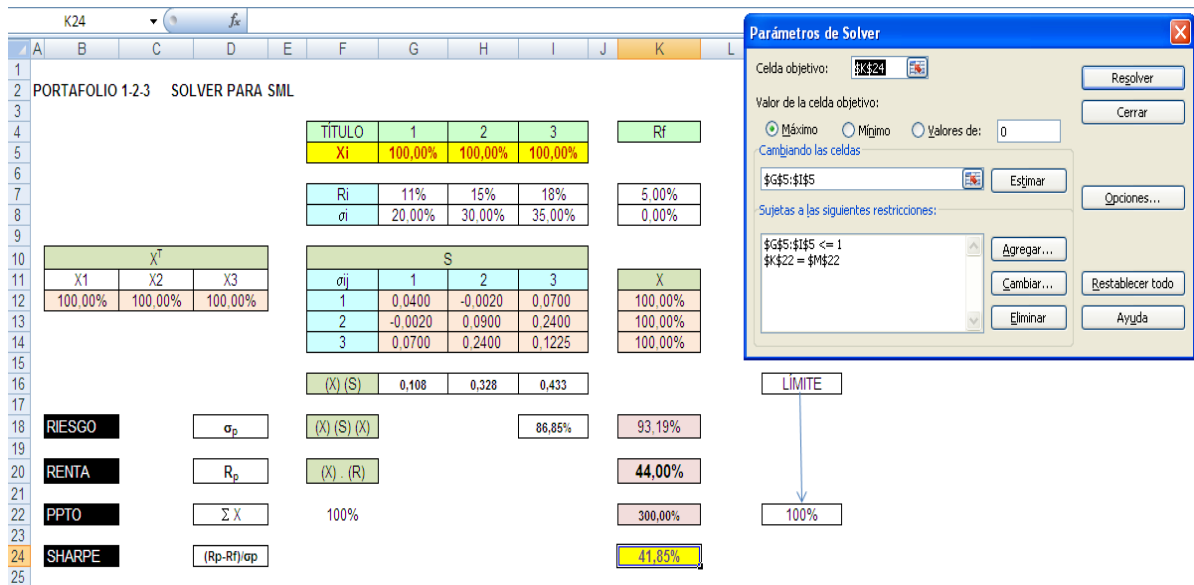 K24 fx
A B C D E F G H I J K L
1
2 PORTAFOLIO 1-2-3 SOLVER PARA SML
3
4 TÍTULO 1 2 3 Rf
5 Xi 100,00% 100,00% 100,00%
6
7 Ri 11% 15% 18% 5,00%
8 σi 20,00% 30,00% 35,00% 0,00%
9
10 XT S
11 X1 X2 X3 σij 1 2 3 X
12 100,00% 100,00% 100,00% 1 0,0400 -0,0020 0,0700 100,00%
13 2 -0,0020 0,0900 0,2400 100,00%
14 3 0,0700 0,2400 0,1225 100,00%
15
16 (X) (S) 0,108 0,328 0,433 LÍMITE
17
18 RIESGO σp (X) (S) (X) 86,85% 93,19%
19
20 RENTA Rp (X) . (R) 44,00%
21
22 PPTO Σ X 100% 300,00% 100%
23
24 SHARPE (Rp-Rf)/σp 41,85%
25
Parámetros de Solver
Celda objetivo: $K$24
Valor de la celda objetivo:
Máximo Mínimo Valores de: 0
Cambiando las celdas
$G$5:$I$5 Estimar
Sujetas a las siguientes restricciones:
$G$5:$I$5 <= 1
$K$22 = $M$22
Agregar...
Cambiar...
Eliminar
Resolver
Cerrar
Opciones...
Restablecer todo
Ayuda